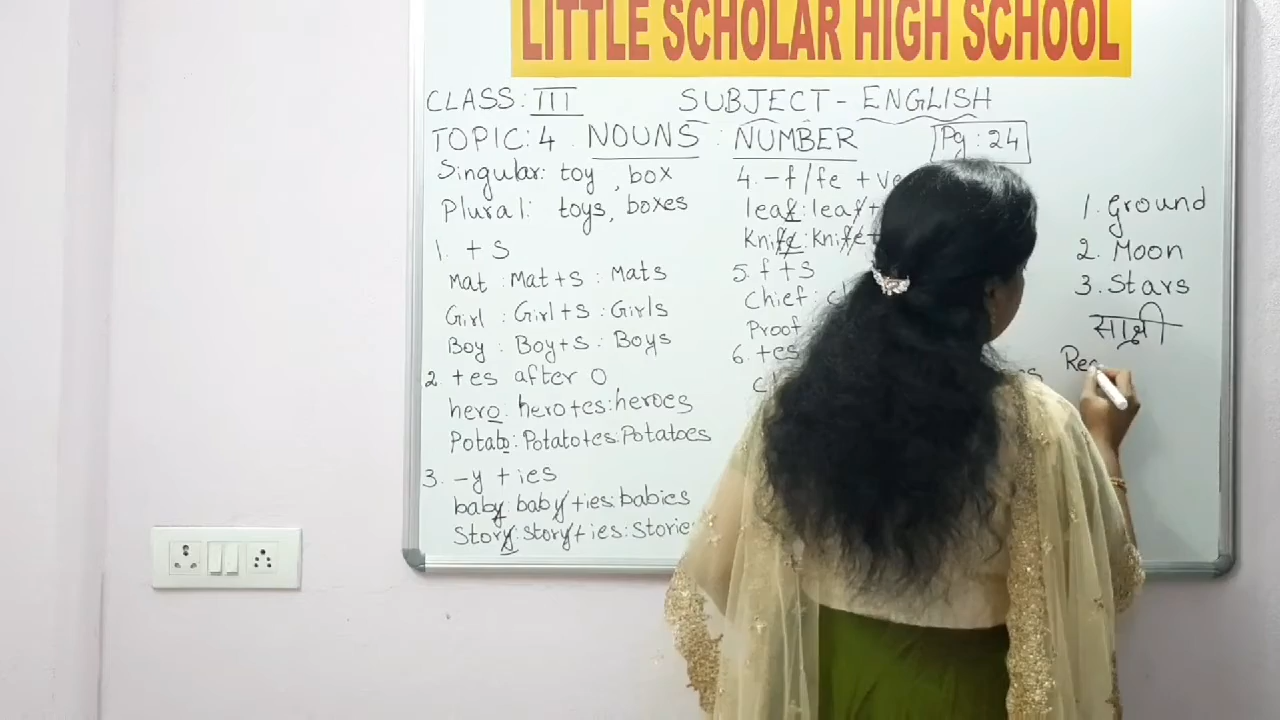 LITTLE SCHOLAR HIGH SCHOOL
CLASS: III SUBJECT - ENGLISH
TOPIC: 4 NOUNS : NUMBER Pg: 24
Singular: toy, box
Plural: toys, boxes
1. + s
Mat : Mat+s : Mats
Girl : Girl+s : Girls
Boy : Boy+s : Boys
2. +es after O
hero : hero+es : heroes
Potato : Potato+es : Potatoes
3. -y + ies
baby : baby+ies : babies
Story : Story+ies : Storie
4. -f/fe + ve
leaf : leaf+
Knife : Knife+
5. f + s
Chief :
Proof
6. +es
1. Ground
2. Moon
3. Stars